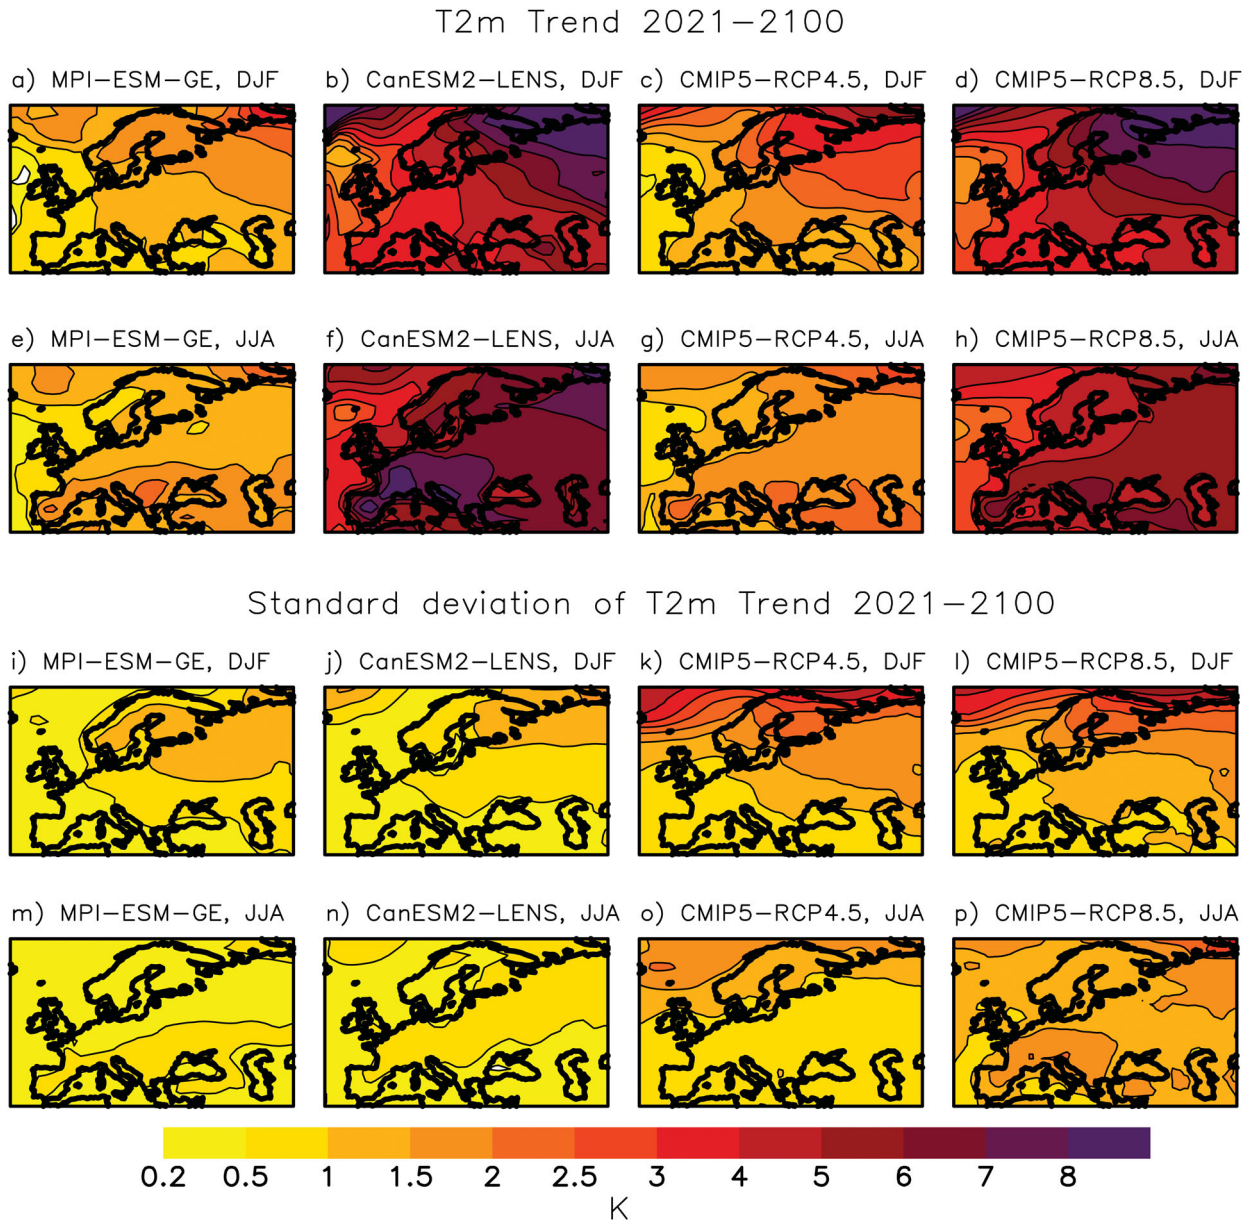 T2m Trend 2021−2100
a) MPI−ESM−GE, DJF
b) CanESM2−LENS, DJF
c) CMIP5−RCP4.5, DJF
d) CMIP5−RCP8.5, DJF
e) MPI−ESM−GE, JJA
f) CanESM2−LENS, JJA
g) CMIP5−RCP4.5, JJA
h) CMIP5−RCP8.5, JJA
Standard deviation of T2m Trend 2021−2100
i) MPI−ESM−GE, DJF
j) CanESM2−LENS, DJF
k) CMIP5−RCP4.5, DJF
l) CMIP5−RCP8.5, DJF
m) MPI−ESM−GE, JJA
n) CanESM2−LENS, JJA
o) CMIP5−RCP4.5, JJA
p) CMIP5−RCP8.5, JJA
0.2 0.5 1 1.5 2 2.5 3 4 5 6 7 8
K